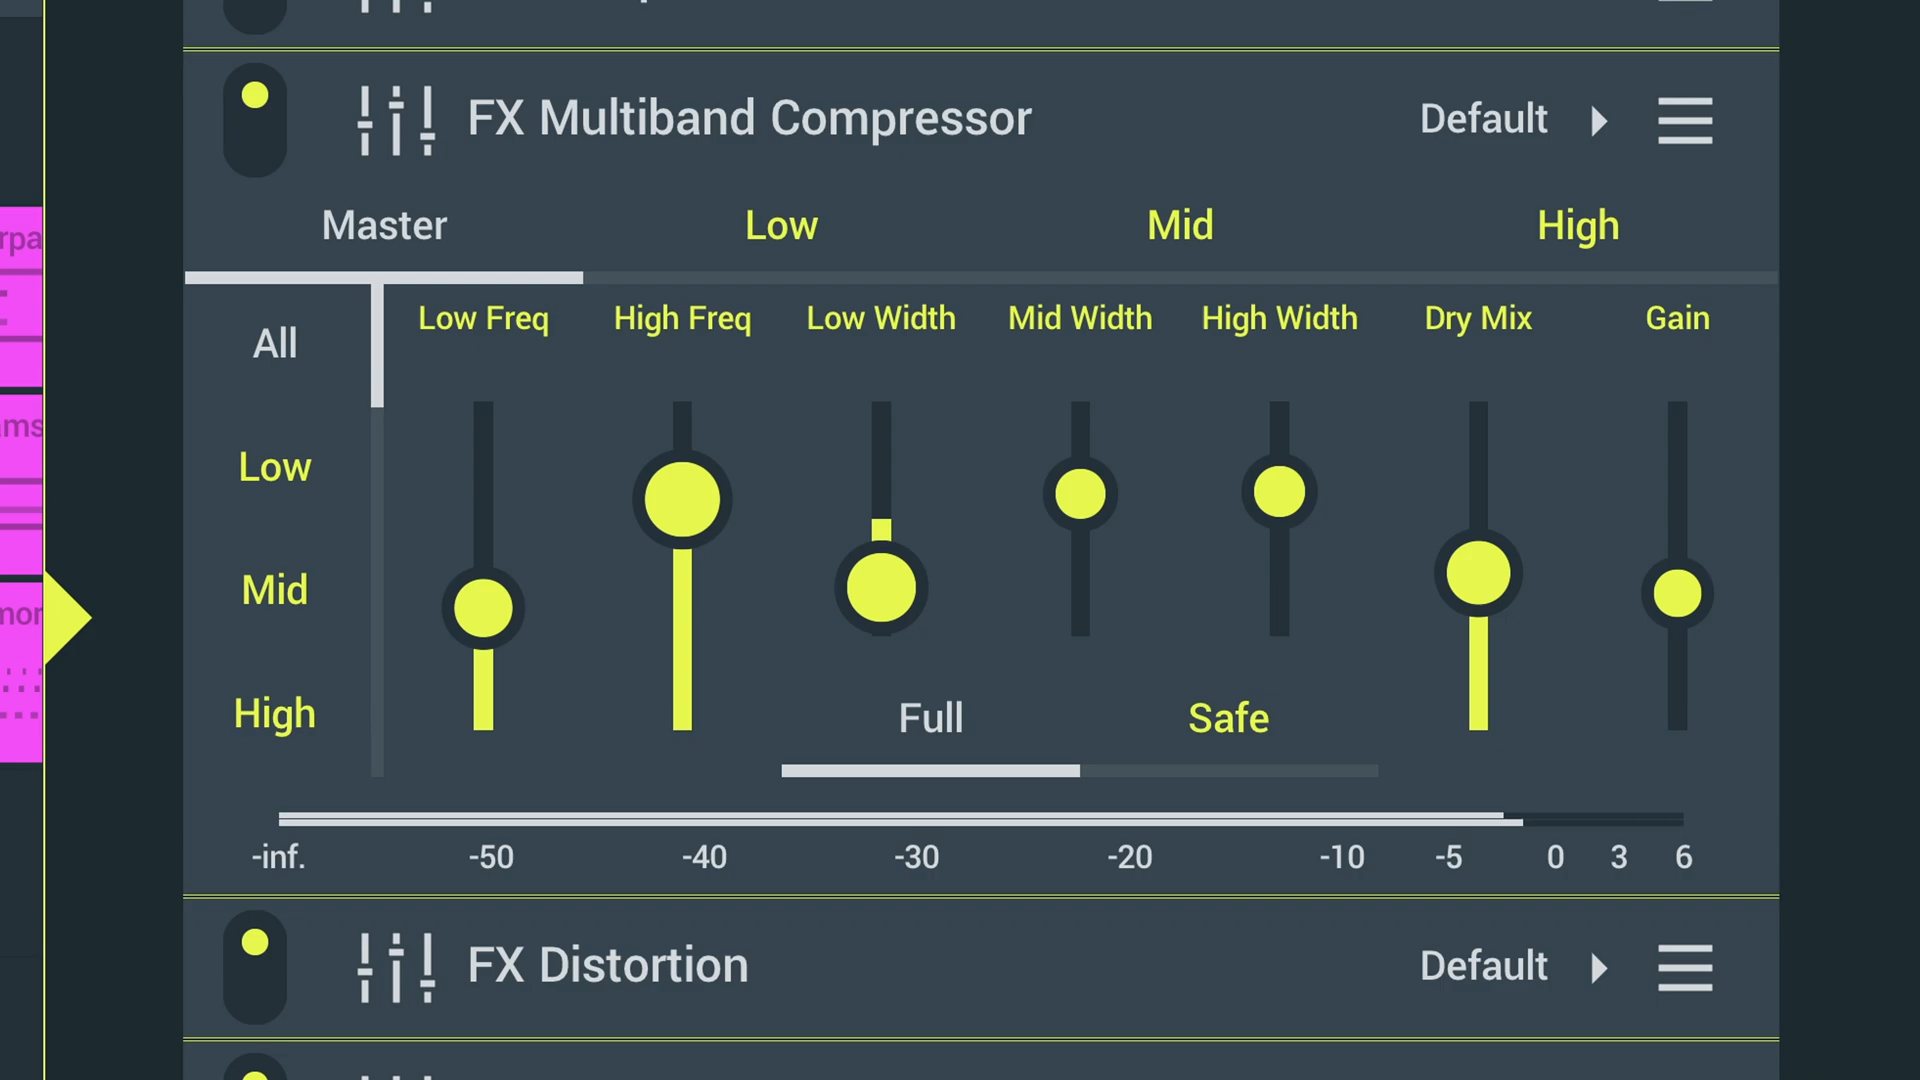 FX Multiband Compressor Default
Master Low Mid High
All Low Freq High Freq Low Width Mid Width High Width Dry Mix Gain
Low
Mid
High Full Safe
-inf. -50 -40 -30 -20 -10 -5 0 3 6
FX Distortion Default